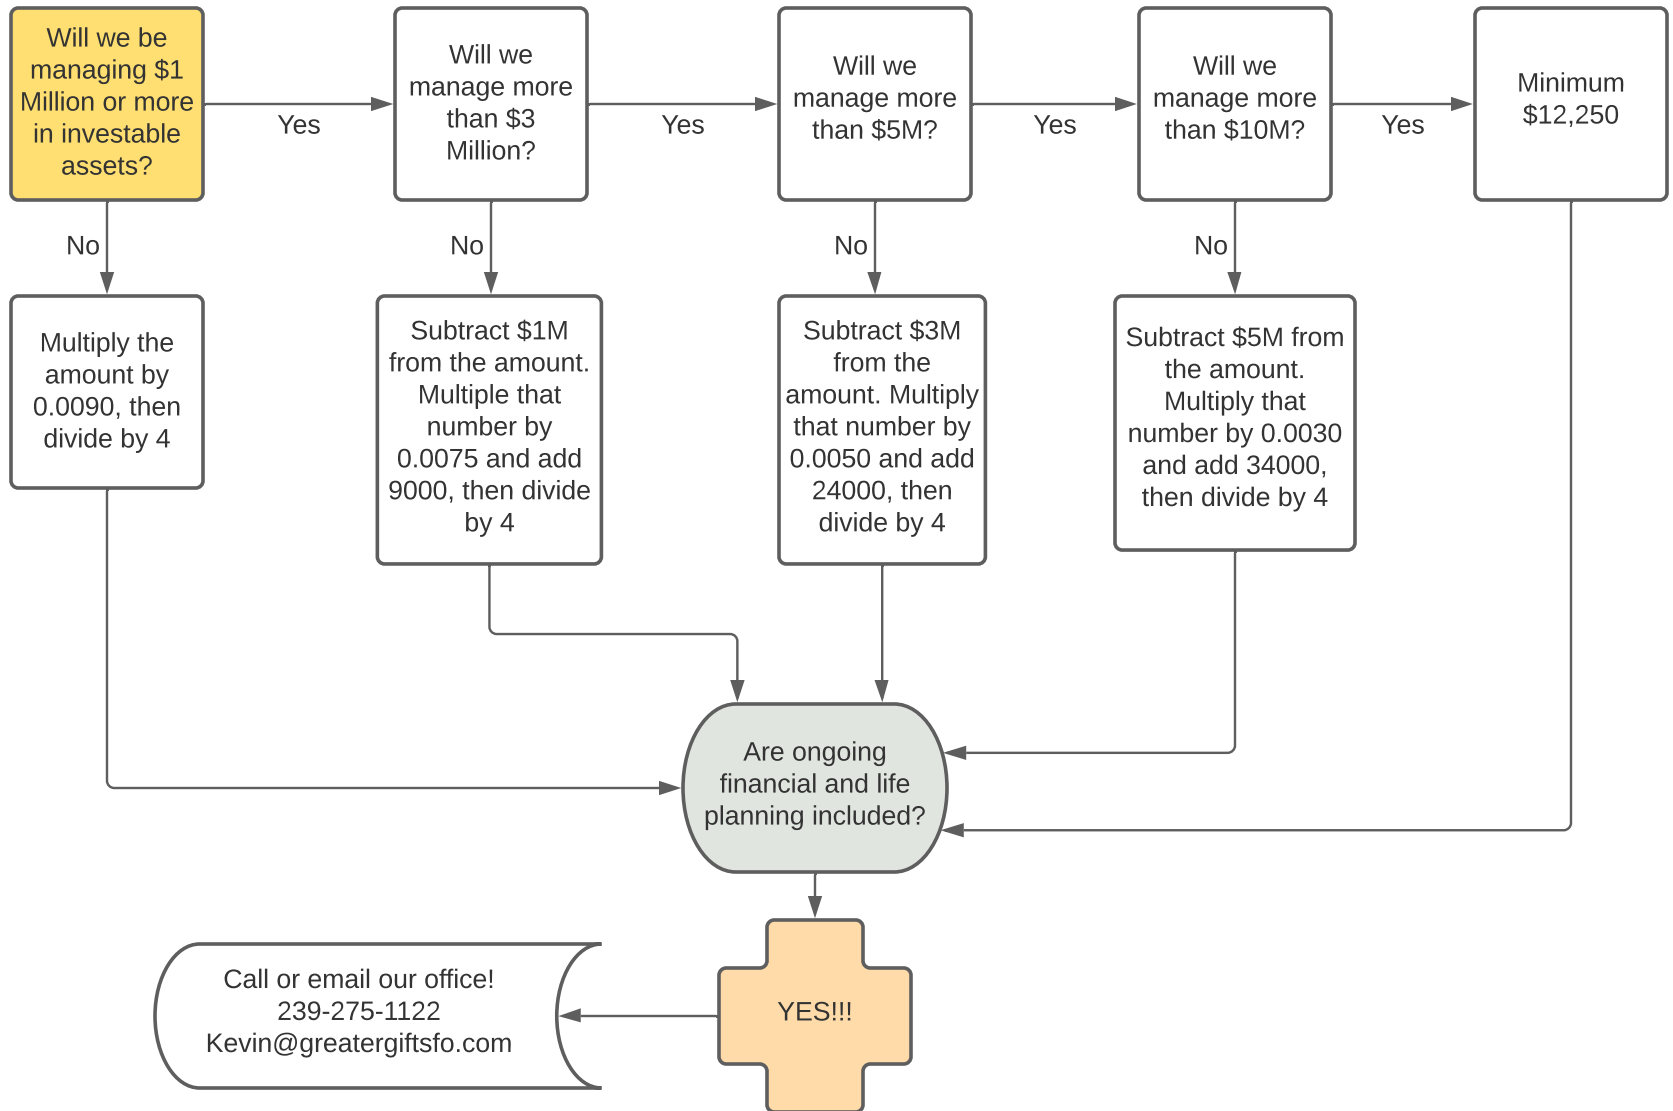 Will we be
managing $1
Million or more
in investable
assets?
Yes
Will we
manage more
than $3
Million?
Yes
Will we
manage more
than $5M?
Yes
Will we
manage more
than $10M?
Yes
Minimum
$12,250
No
No
No
No
Multiply the
amount by
0.0090, then
divide by 4
Subtract $1M
from the amount.
Multiple that
number by
0.0075 and add
9000, then divide
by 4
Subtract $3M
from the
amount. Multiply
that number by
0.0050 and add
24000, then
divide by 4
Subtract $5M from
the amount.
Multiply that
number by 0.0030
and add 34000,
then divide by 4
Are ongoing
financial and life
planning included?
YES!!!
Call or email our office!
239-275-1122
Kevin@greatergiftsfo.com